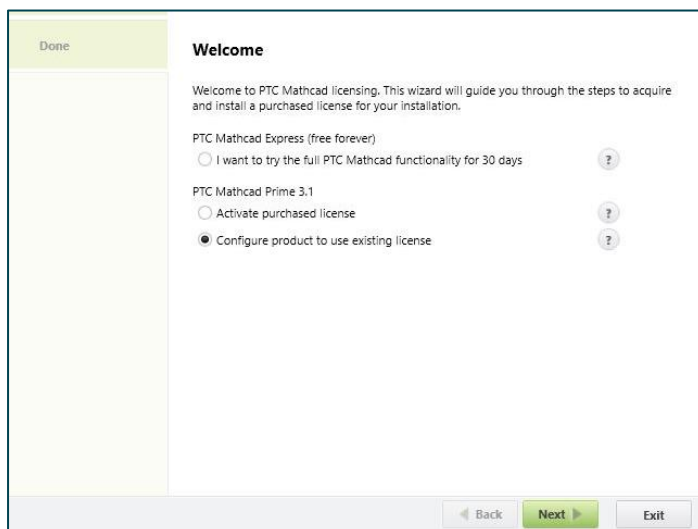 Done
Welcome
Welcome to PTC Mathcad licensing. This wizard will guide you through the steps to acquire
and install a purchased license for your installation.
PTC Mathcad Express (free forever)
I want to try the full PTC Mathcad functionality for 30 days
?
PTC Mathcad Prime 3.1
Activate purchased license
?
Configure product to use existing license
?
Back
Next
Exit